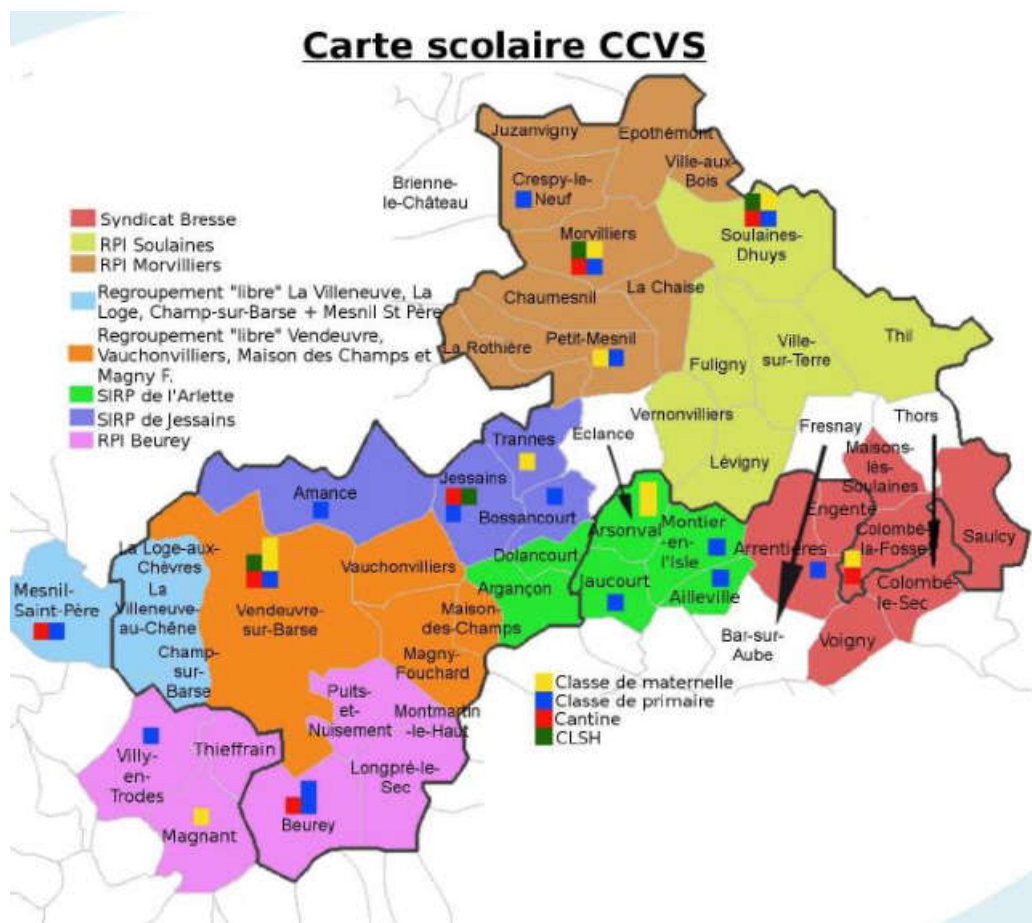 Carte scolaire CCVS
Juzanvigny
Epothémont
Ville-aux-
Bois
Brienne-
le-Château
Crespy-le-
Neuf
Syndicat Bresse
RPI Soulaines
RPI Morvilliers
Regroupement "libre" La Villeneuve, La
Loge, Champ-sur-Barse + Mesnil St Père
Regroupement "libre" Vendeuvre,
Vauchonvilliers, Maison des Champs et
Magny F.
SIRP de l'Arlette
SIRP de Jessains
RPI Beurey
Morvilliers
Soulaines-
Dhuys
La Chaise
Chaumesnil
La Rothière
Petit-Mesnil
Fuligny
Ville-
sur-Terre
Thil
Vernonvilliers
Lévigny
Eclance
Fresnay
Thors
Trannes
Jessains
Amance
Bossancourt
Maisons-
lès-
Soulaines
Engente
Colombé-
la-Fosse
Saulcy
Arsonval
Montier
-en-
l'Isle
Arrentières
Dolancourt
Argançon
Jaucourt
Ailleville
Colombé-
le-Sec
Voigny
Bar-sur-
Aube
La Loge-aux-
Chèvres
Vauchonvilliers
Mesnil-
Saint-Père
La
Villeneuve-
au-Chêne
Vendeuvre-
sur-Barse
Maison-
des-Champs
Champ-
sur-
Barse
Magny-
Fouchard
Puits-
et-
Nuisement
Montmartin
-le-Haut
Classe de maternelle
Classe de primaire
Cantine
CLSH
Thieffrain
Villy-
en-
Trodes
Longpré-le-
Sec
Magnant
Beurey